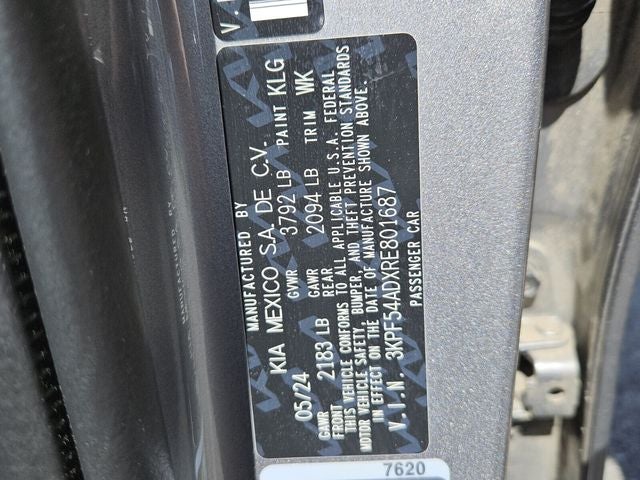 V.
MANUFACTURED BY
KIA MEXICO S.A. DE C.V.
05/24 GVWR 3792 LB PAINT KLG
GAWR FRONT 2183 LB GAWR REAR 2094 LB TRIM WK
THIS VEHICLE CONFORMS TO ALL APPLICABLE U.S.A. FEDERAL
MOTOR VEHICLE SAFETY, BUMPER, AND THEFT PREVENTION STANDARDS
IN EFFECT ON THE DATE OF MANUFACTURE SHOWN ABOVE.
V.I.N. 3KPF54ADXRE801687
PASSENGER CAR
7620